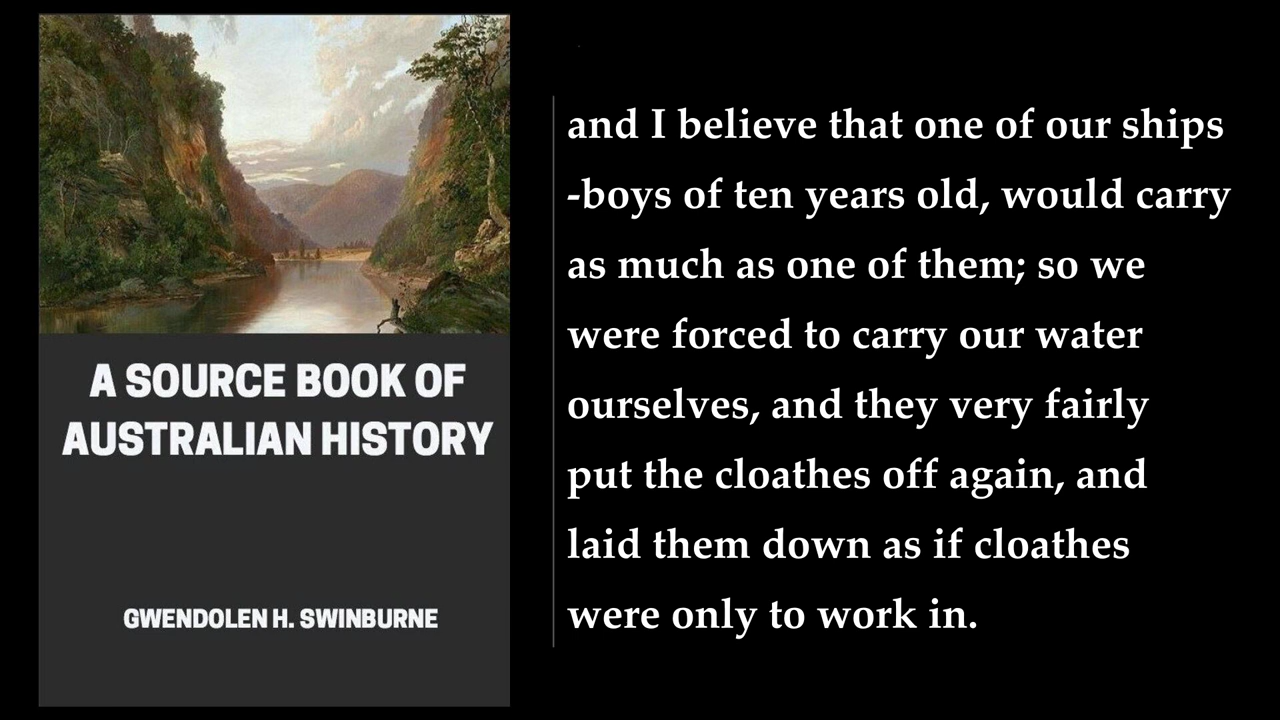 A SOURCE BOOK OF
AUSTRALIAN HISTORY
GWENDOLEN H. SWINBURNE
and I believe that one of our ships
-boys of ten years old, would carry
as much as one of them; so we
were forced to carry our water
ourselves, and they very fairly
put the cloathes off again, and
laid them down as if cloathes
were only to work in.